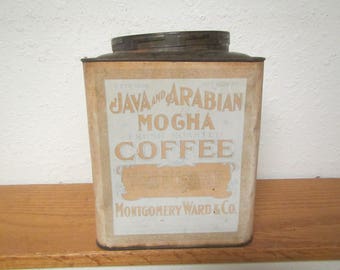 JAVA AND ARABIAN
MOCHA
COFFEE
MONTGOMERY WARD & CO.